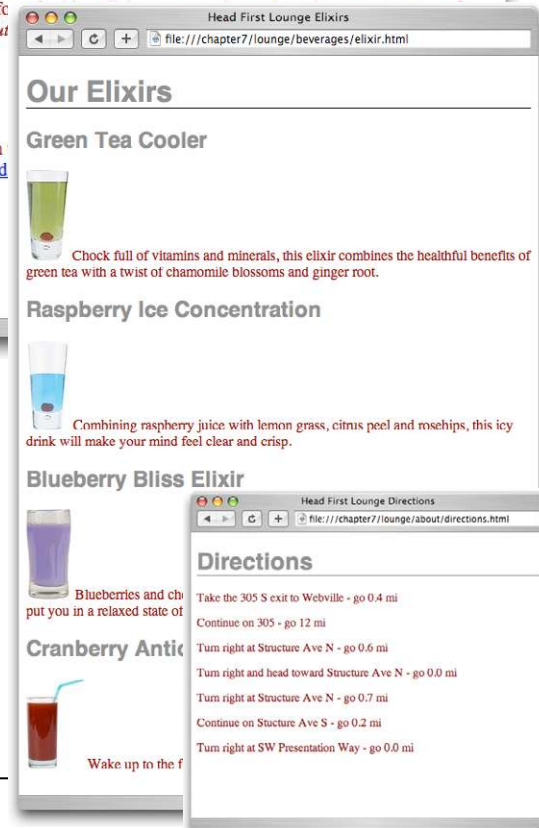 Head First Lounge Elixirs
file:///chapter7/lounge/beverages/elixir.html
Our Elixirs
Green Tea Cooler
Chock full of vitamins and minerals, this elixir combines the healthful benefits of
green tea with a twist of chamomile blossoms and ginger root.
Raspberry Ice Concentration
Combining raspberry juice with lemon grass, citrus peel and rosehips, this icy
drink will make your mind feel clear and crisp.
Blueberry Bliss Elixir
Blueberries and
put you in a relaxed state of
Cranberry
Wake up to the
Head First Lounge Directions
file:///chapter7/lounge/about/directions.html
Directions
Take the 305 S exit to Webville - go 0.4 mi
Continue on 305 - go 12 mi
Turn right at Structure Ave N - go 0.6 mi
Turn right and head toward Structure Ave N - go 0.0 mi
Turn right at Structure Ave N - go 0.7 mi
Continue on Stucture Ave S - go 0.2 mi
Turn right at SW Presentation Way - go 0.0 mi